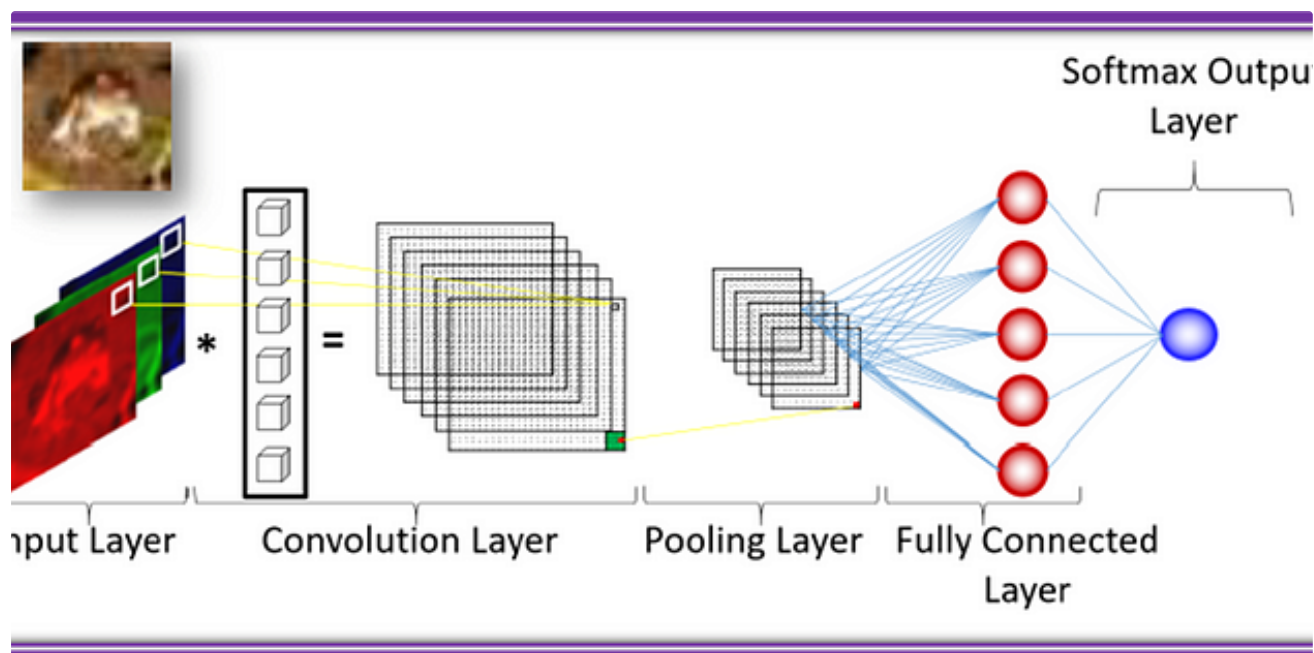 Softmax Outpu
Layer
*
=
nput Layer
Convolution Layer
Pooling Layer
Fully Connected
Layer